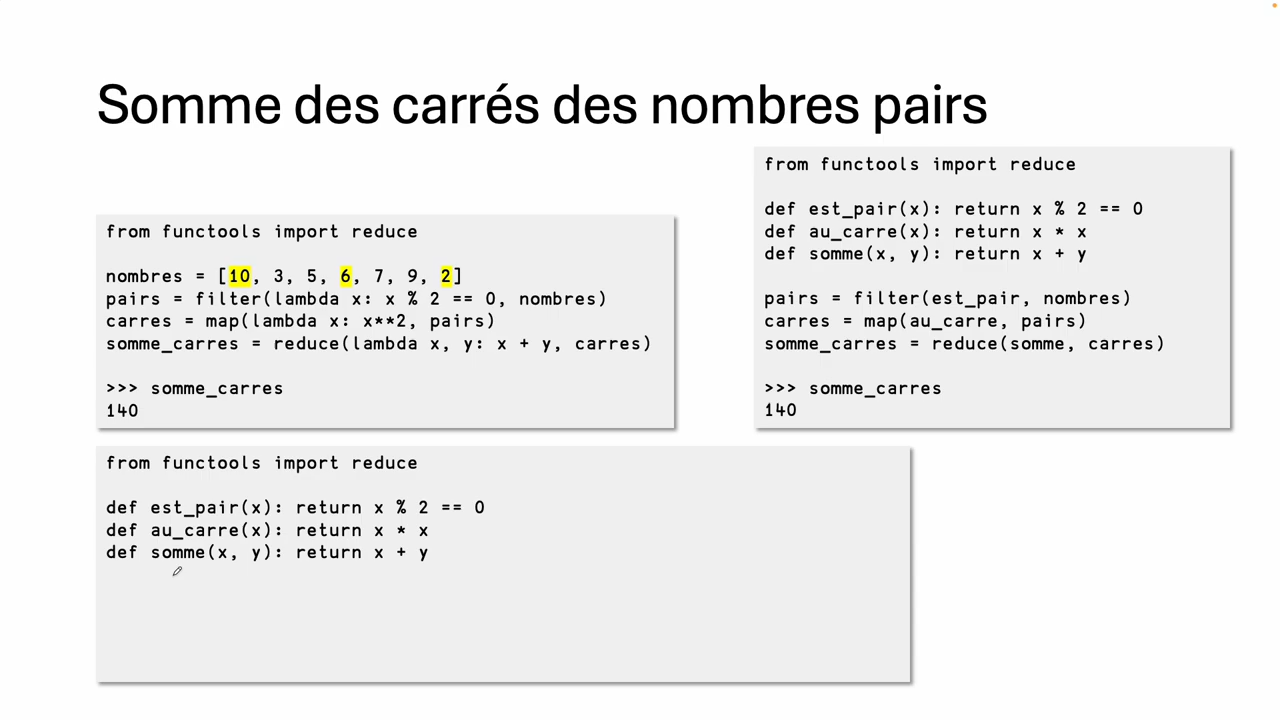 Somme des carrés des nombres pairs
from functools import reduce
nombres = [10, 3, 5, 6, 7, 9, 2]
pairs = filter(lambda x: x % 2 == 0, nombres)
carres = map(lambda x: x**2, pairs)
somme_carres = reduce(lambda x, y: x + y, carres)
>>> somme_carres
140
from functools import reduce
def est_pair(x): return x % 2 == 0
def au_carre(x): return x * x
def somme(x, y): return x + y
pairs = filter(est_pair, nombres)
carres = map(au_carre, pairs)
somme_carres = reduce(somme, carres)
>>> somme_carres
140
from functools import reduce
def est_pair(x): return x % 2 == 0
def au_carre(x): return x * x
def somme(x, y): return x + y